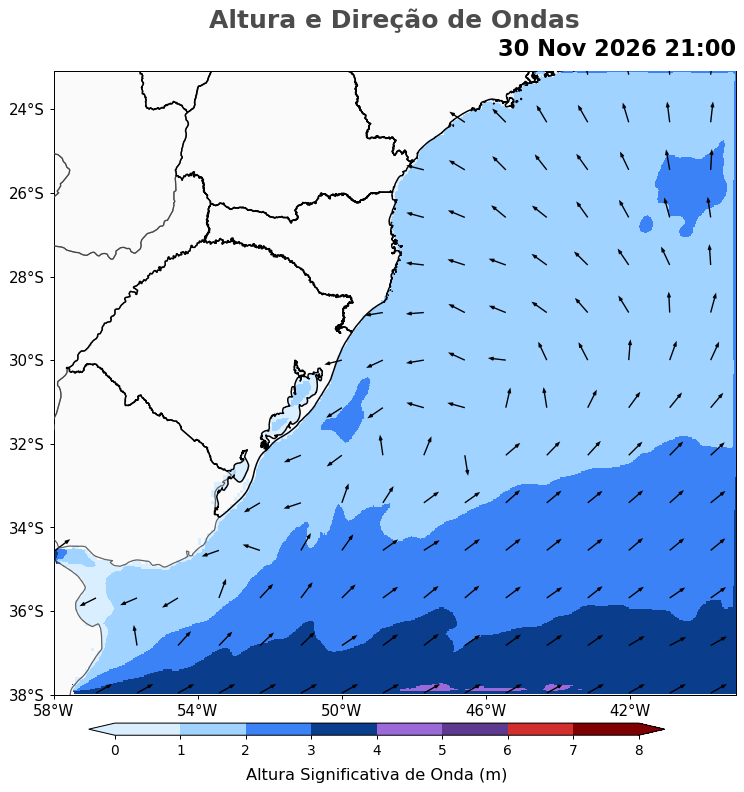 Altura e Direção de Ondas
30 Nov 2026 21:00
24°S
26°S
28°S
30°S
32°S
34°S
36°S
38°S
58°W 54°W 50°W 46°W 42°W
0 1 2 3 4 5 6 7 8
Altura Significativa de Onda (m)